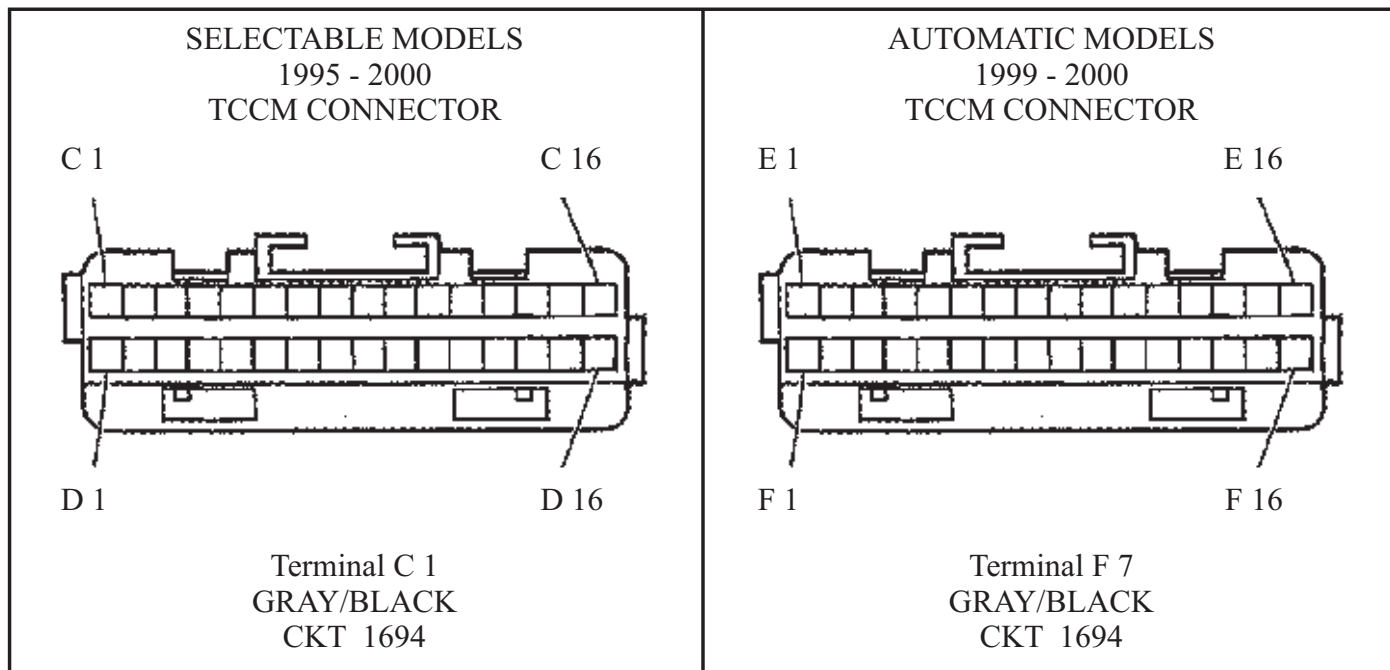 SELECTABLE MODELS
1995 - 2000
TCCM CONNECTOR
C 1
C 16
D 1
D 16
Terminal C 1
GRAY/BLACK
CKT 1694
AUTOMATIC MODELS
1999 - 2000
TCCM CONNECTOR
E 1
E 16
F 1
F 16
Terminal F 7
GRAY/BLACK
CKT 1694